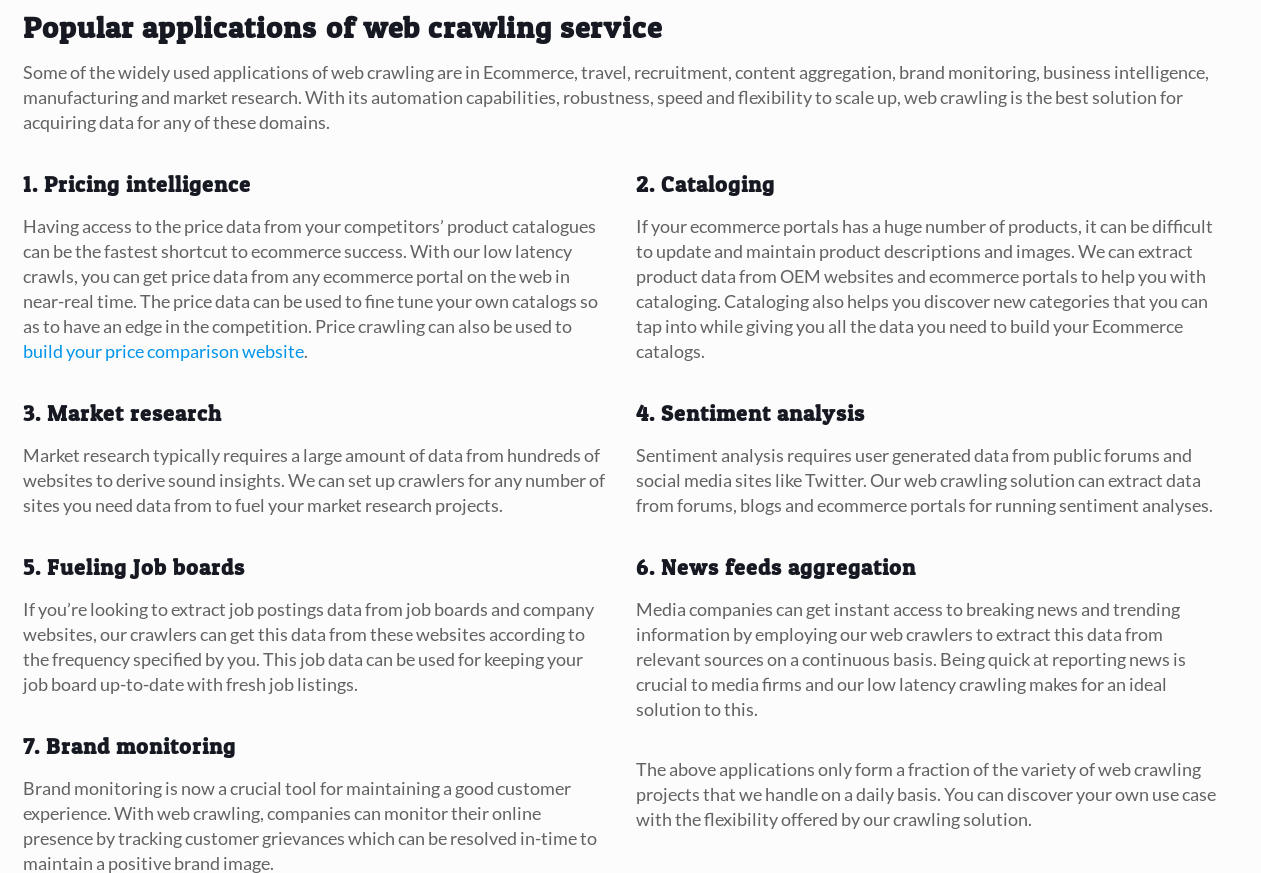 Popular applications of web crawling service
Some of the widely used applications of web crawling are in Ecommerce, travel, recruitment, content aggregation, brand monitoring, business intelligence,
manufacturing and market research. With its automation capabilities, robustness, speed and flexibility to scale up, web crawling is the best solution for
acquiring data for any of these domains.
1. Pricing intelligence
Having access to the price data from your competitors’ product catalogues
can be the fastest shortcut to ecommerce success. With our low latency
crawls, you can get price data from any ecommerce portal on the web in
near-real time. The price data can be used to fine tune your own catalogs so
as to have an edge in the competition. Price crawling can also be used to
build your price comparison website.
2. Cataloging
If your ecommerce portals has a huge number of products, it can be difficult
to update and maintain product descriptions and images. We can extract
product data from OEM websites and ecommerce portals to help you with
cataloging. Cataloging also helps you discover new categories that you can
tap into while giving you all the data you need to build your Ecommerce
catalogs.
3. Market research
Market research typically requires a large amount of data from hundreds of
websites to derive sound insights. We can set up crawlers for any number of
sites you need data from to fuel your market research projects.
4. Sentiment analysis
Sentiment analysis requires user generated data from public forums and
social media sites like Twitter. Our web crawling solution can extract data
from forums, blogs and ecommerce portals for running sentiment analyses.
5. Fueling Job boards
If you’re looking to extract job postings data from job boards and company
websites, our crawlers can get this data from these websites according to
the frequency specified by you. This job data can be used for keeping your
job board up-to-date with fresh job listings.
6. News feeds aggregation
Media companies can get instant access to breaking news and trending
information by employing our web crawlers to extract this data from
relevant sources on a continuous basis. Being quick at reporting news is
crucial to media firms and our low latency crawling makes for an ideal
solution to this.
7. Brand monitoring
Brand monitoring is now a crucial tool for maintaining a good customer
experience. With web crawling, companies can monitor their online
presence by tracking customer grievances which can be resolved in-time to
maintain a positive brand image.
The above applications only form a fraction of the variety of web crawling
projects that we handle on a daily basis. You can discover your own use case
with the flexibility offered by our crawling solution.